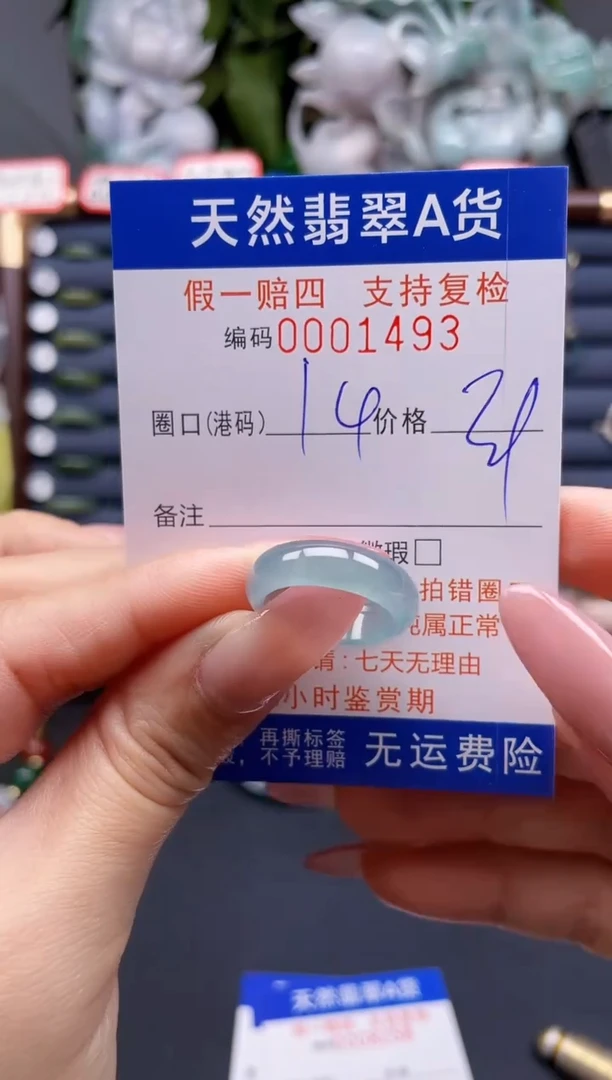 天然翡翠A货
假一赔四 支持复检
编码0001493
圈口(港码) 14 价格
备注
微瑕□
拍错圈
纯属正常
请:七天无理由
小时鉴赏期
再撕标签
不予理赔
无运费险
天然翡翠A货